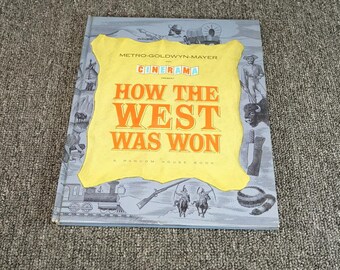 METRO-GOLDWYN-MAYER
CINERAMA
HOW THE
WEST
WAS WON
A RANDOM HOUSE BOOK